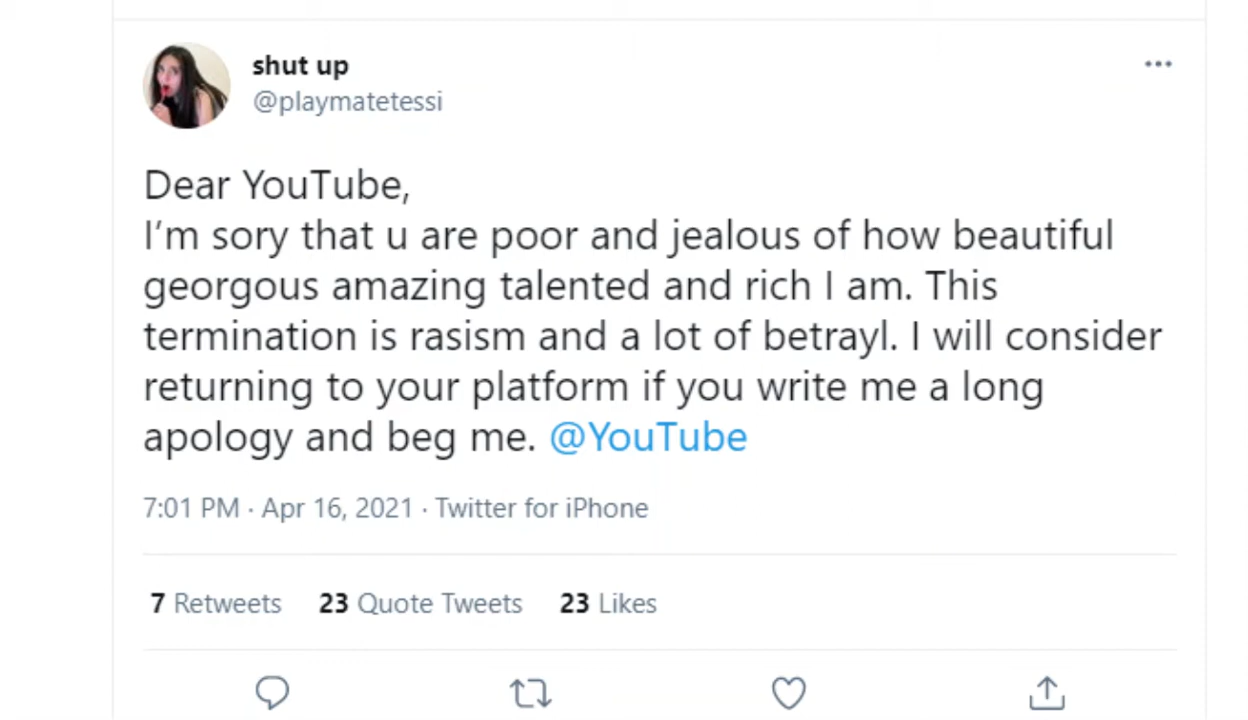 shut up
@playmatetessi
Dear YouTube,
I'm sory that u are poor and jealous of how beautiful
georgous amazing talented and rich I am. This
termination is rasism and a lot of betrayl. I will consider
returning to your platform if you write me a long
apology and beg me. @YouTube
7:01 PM · Apr 16, 2021 · Twitter for iPhone
7 Retweets 23 Quote Tweets 23 Likes